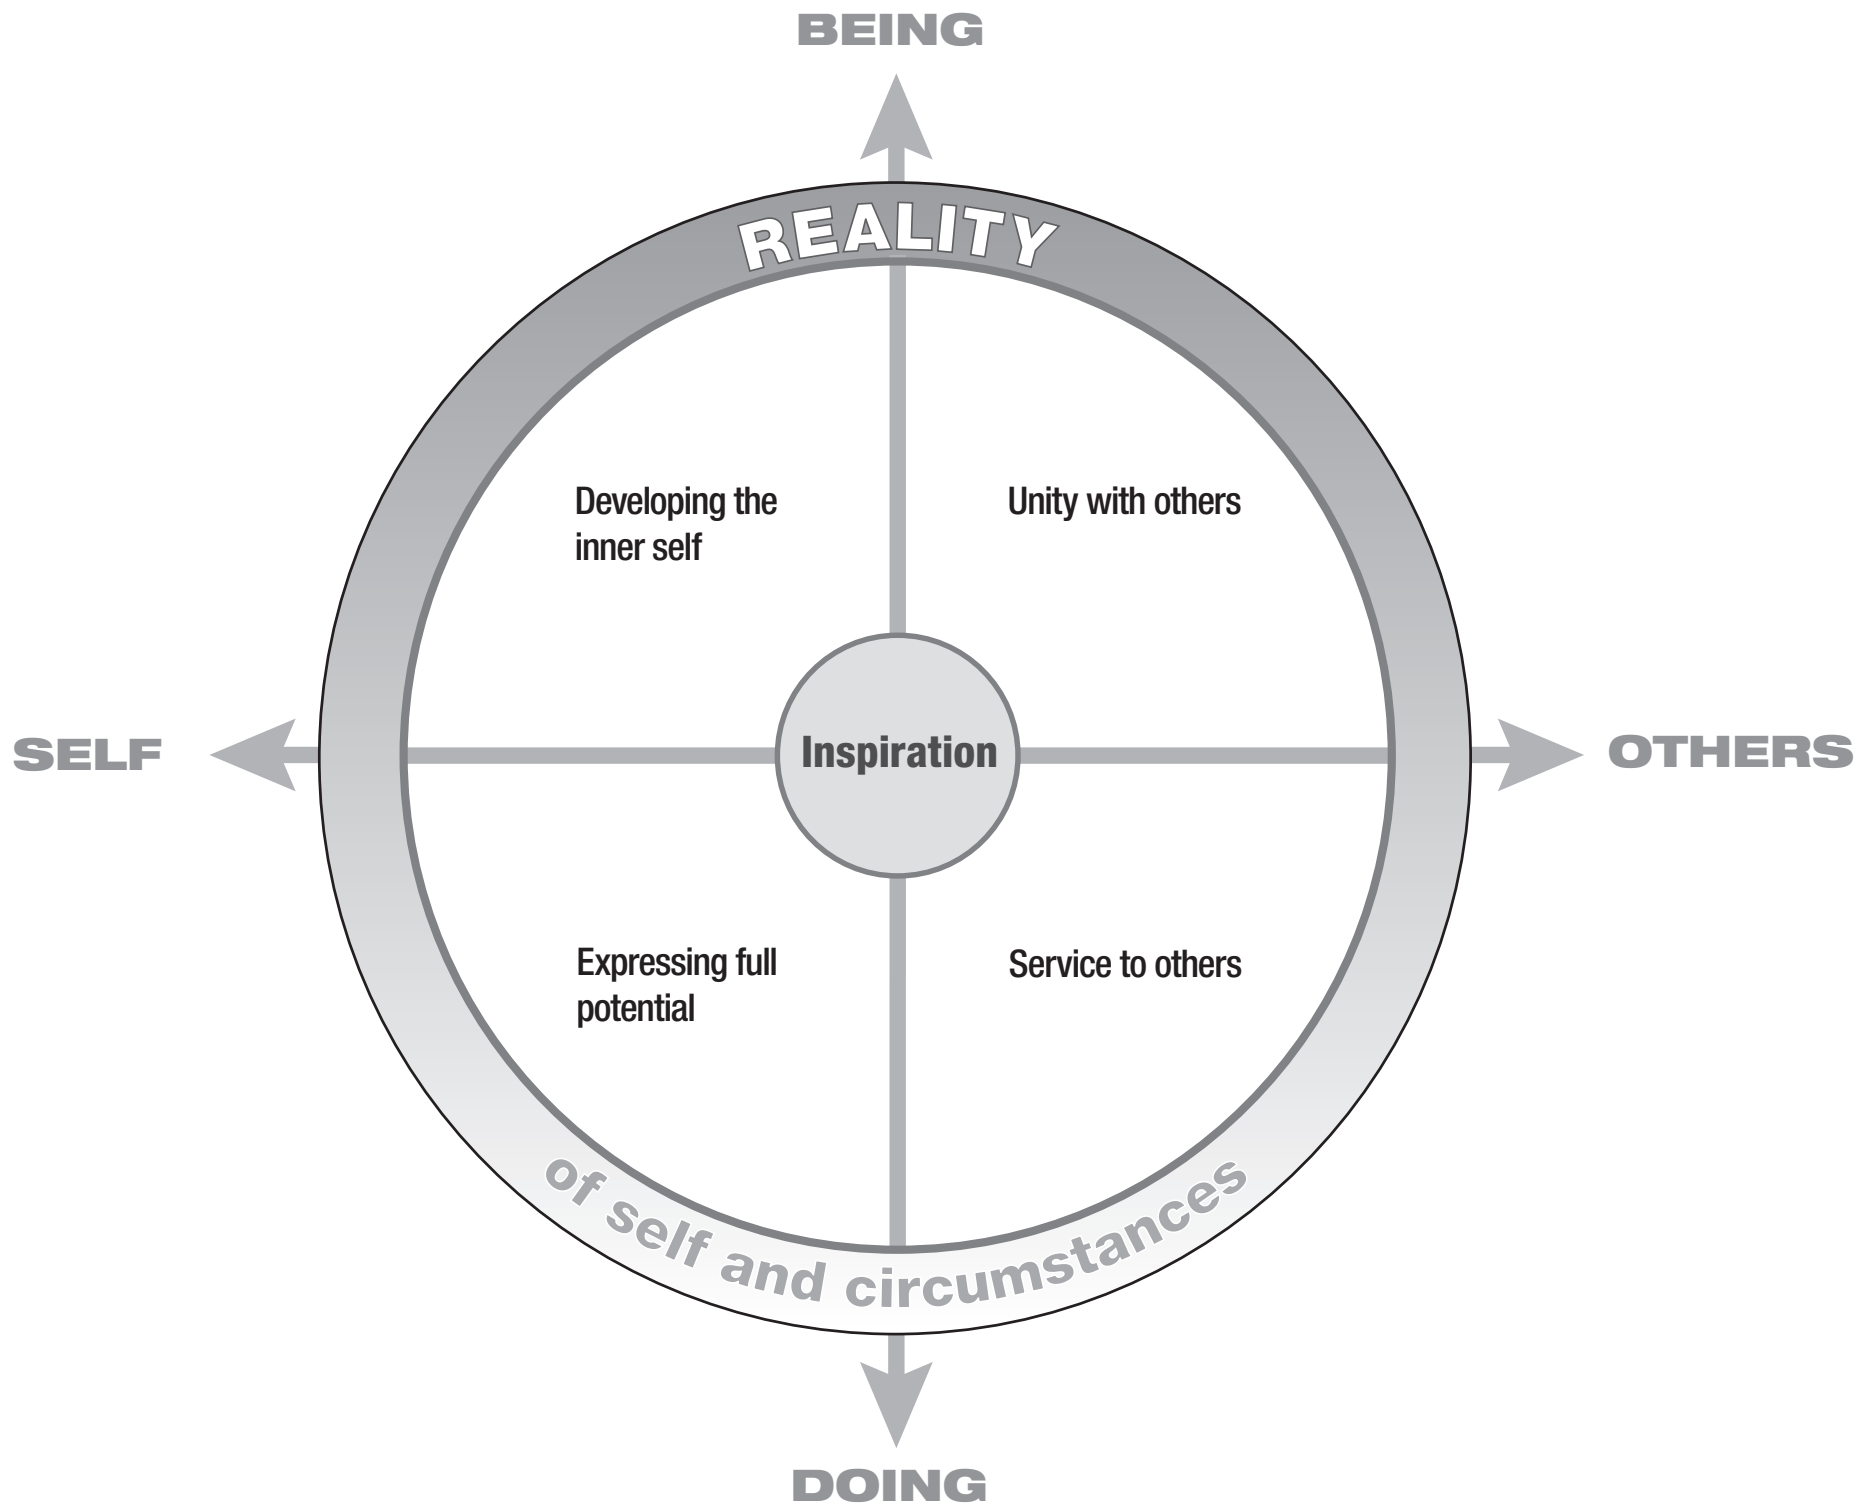 BEING
REALITY
Developing the
inner self
Unity with others
SELF
Inspiration
OTHERS
Expressing full
potential
Service to others
of self and circumstances
DOING